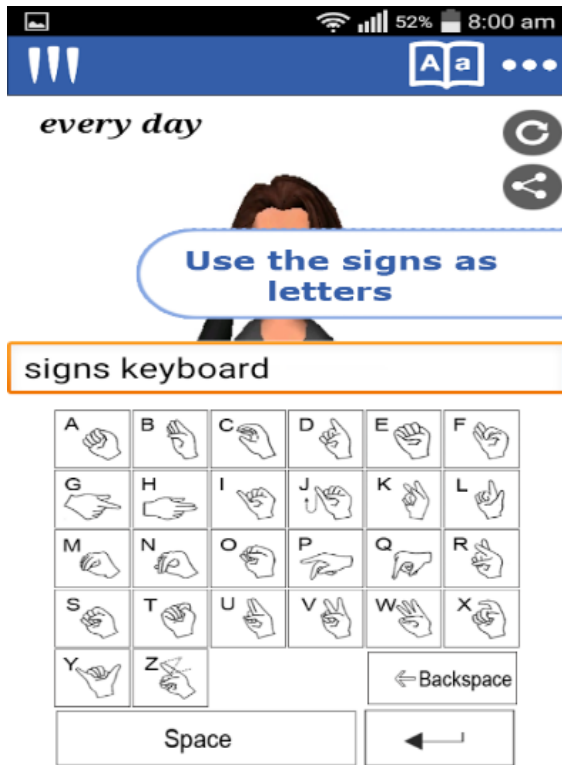 52% 8:00 am
A a
every day
Use the signs as
letters
signs keyboard
A B C D E F
G H I J K L
M N O P Q R
S T U V W X
Y Z Backspace
Space